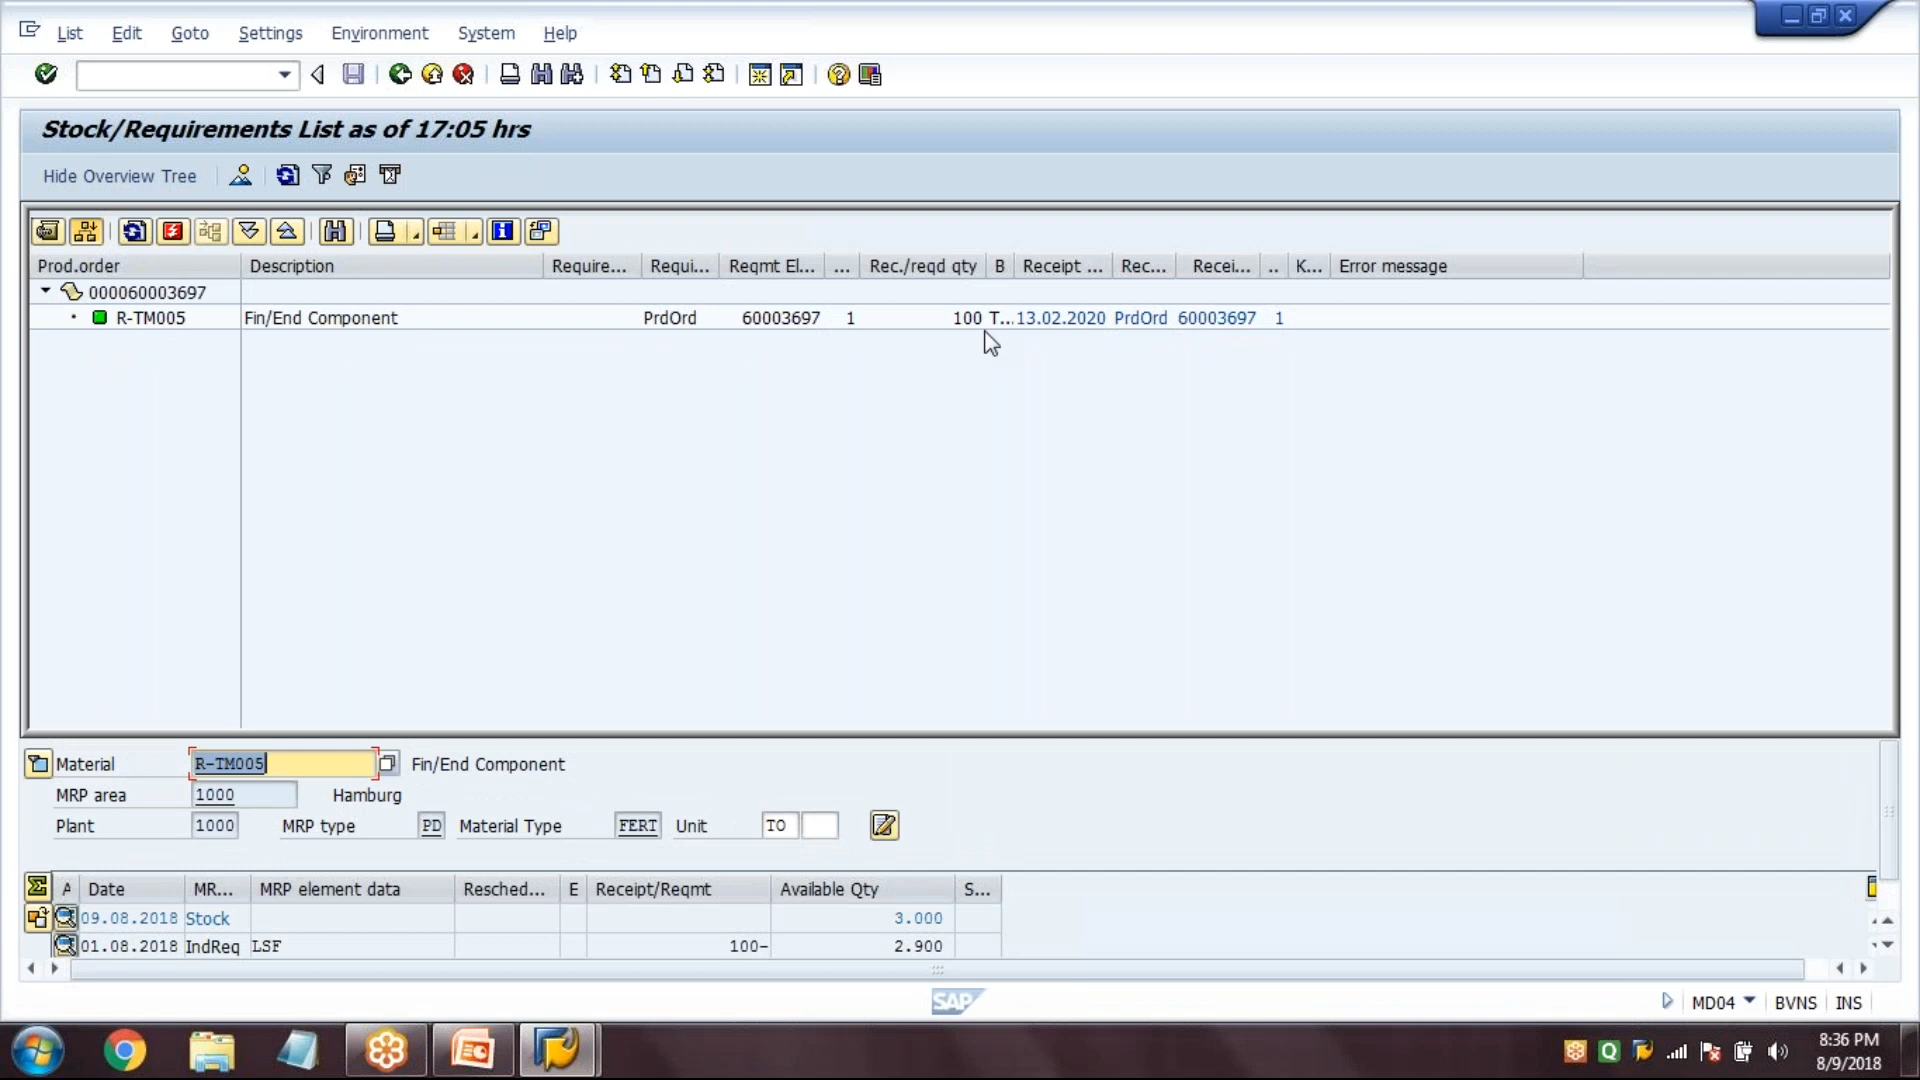 List Edit Goto Settings Environment System Help
Stock/Requirements List as of 17:05 hrs
Hide Overview Tree
Prod.order Description Require... Requi... Reqmt El... ... Rec./reqd qty B Receipt ... Rec... Recei... .. K... Error message
000060003697
R-TM005 Fin/End Component PrdOrd 60003697 1 100 T... 13.02.2020 PrdOrd 60003697 1
Material R-TM005 Fin/End Component
MRP area 1000 Hamburg
Plant 1000 MRP type PD Material Type FERT Unit TO
A Date MR... MRP element data Resched... E Receipt/Reqmt Available Qty S...
09.08.2018 Stock 3.000
01.08.2018 IndReq LSF 100- 2.900
SAP MD04 BVNS INS
8:36 PM
8/9/2018